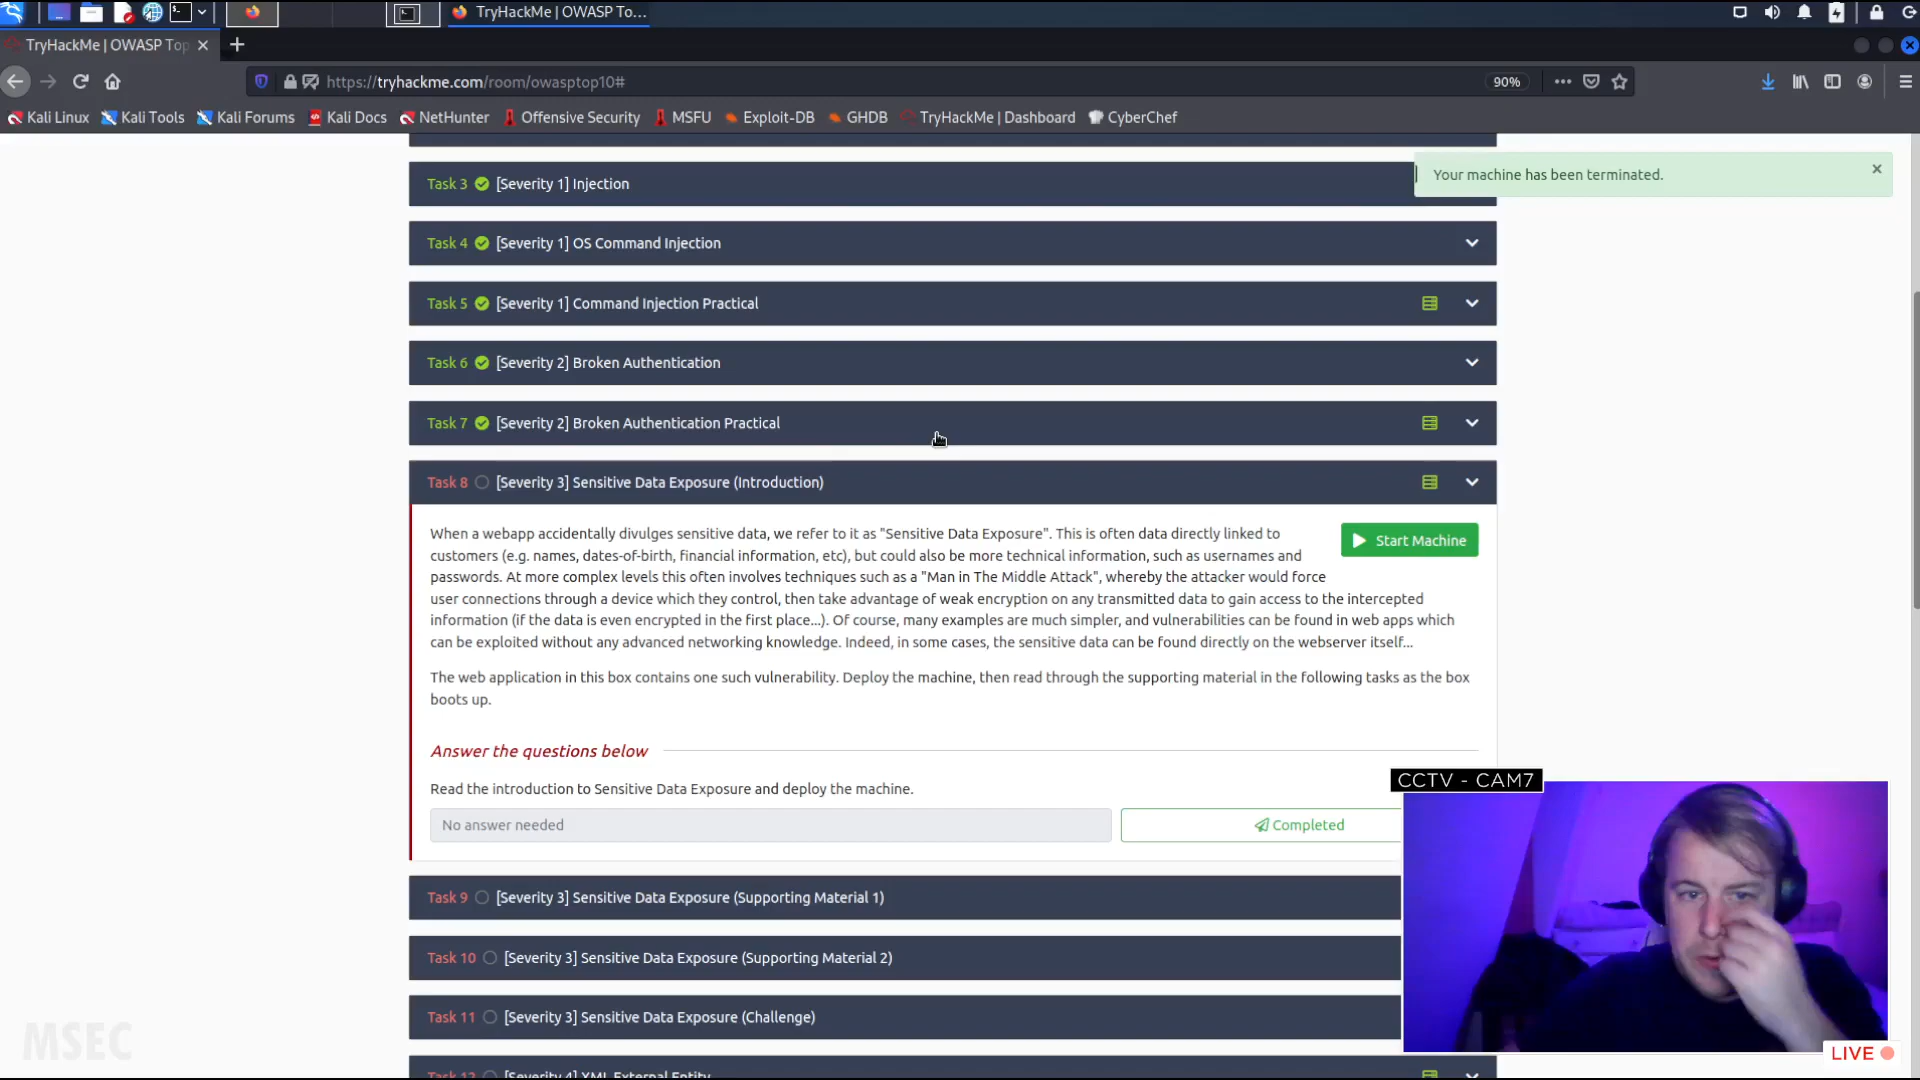 TryHackMe | OWASP To...
TryHackMe | OWASP Top
https://tryhackme.com/room/owasptop10#
90%
Kali Linux
Kali Tools
Kali Forums
Kali Docs
NetHunter
Offensive Security
MSFU
Exploit-DB
GHDB
TryHackMe | Dashboard
CyberChef
Your machine has been terminated.
Task 3 [Severity 1] Injection
Task 4 [Severity 1] OS Command Injection
Task 5 [Severity 1] Command Injection Practical
Task 6 [Severity 2] Broken Authentication
Task 7 [Severity 2] Broken Authentication Practical
Task 8 [Severity 3] Sensitive Data Exposure (Introduction)
Start Machine
When a webapp accidentally divulges sensitive data, we refer to it as "Sensitive Data Exposure". This is often data directly linked to
customers (e.g. names, dates-of-birth, financial information, etc), but could also be more technical information, such as usernames and
passwords. At more complex levels this often involves techniques such as a "Man in The Middle Attack", whereby the attacker would force
user connections through a device which they control, then take advantage of weak encryption on any transmitted data to gain access to the intercepted
information (if the data is even encrypted in the first place...). Of course, many examples are much simpler, and vulnerabilities can be found in web apps which
can be exploited without any advanced networking knowledge. Indeed, in some cases, the sensitive data can be found directly on the webserver itself...
The web application in this box contains one such vulnerability. Deploy the machine, then read through the supporting material in the following tasks as the box
boots up.
Answer the questions below
Read the introduction to Sensitive Data Exposure and deploy the machine.
No answer needed
Completed
CCTV - CAM7
Task 9 [Severity 3] Sensitive Data Exposure (Supporting Material 1)
Task 10 [Severity 3] Sensitive Data Exposure (Supporting Material 2)
Task 11 [Severity 3] Sensitive Data Exposure (Challenge)
Task 12 [Severity 4] XML External Entity
MSEC
LIVE